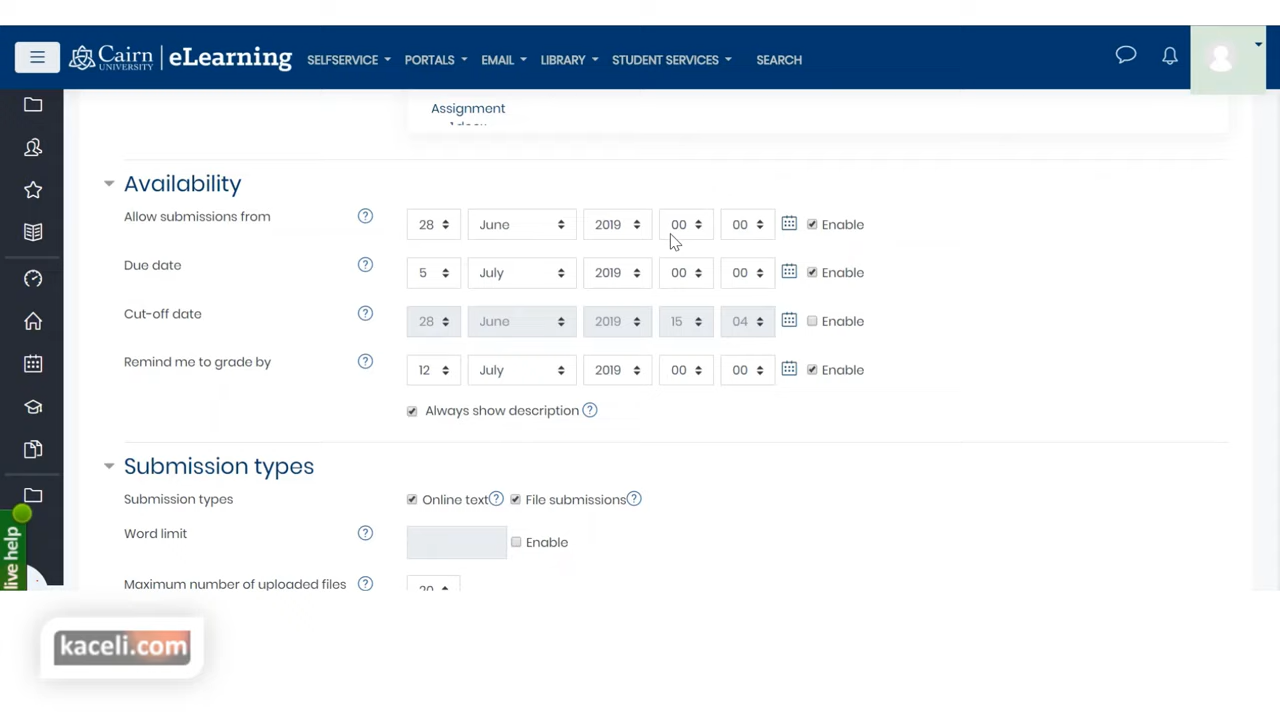 Cairn UNIVERSITY eLearning SELFSERVICE PORTALS EMAIL LIBRARY STUDENT SERVICES SEARCH
Assignment
Availability
Allow submissions from 28 June 2019 00 00 Enable
Due date 5 July 2019 00 00 Enable
Cut-off date 28 June 2019 15 04 Enable
Remind me to grade by 12 July 2019 00 00 Enable
Always show description
Submission types
Submission types Online text File submissions
Word limit Enable
Maximum number of uploaded files 20
live help
kaceli.com